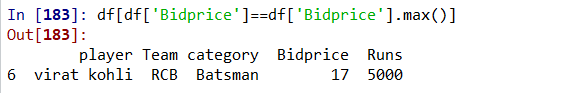 In [183]: df[df['Bidprice']==df['Bidprice'].max()]
Out[183]:
player Team category Bidprice Runs
6 virat kohli RCB Batsman 17 5000